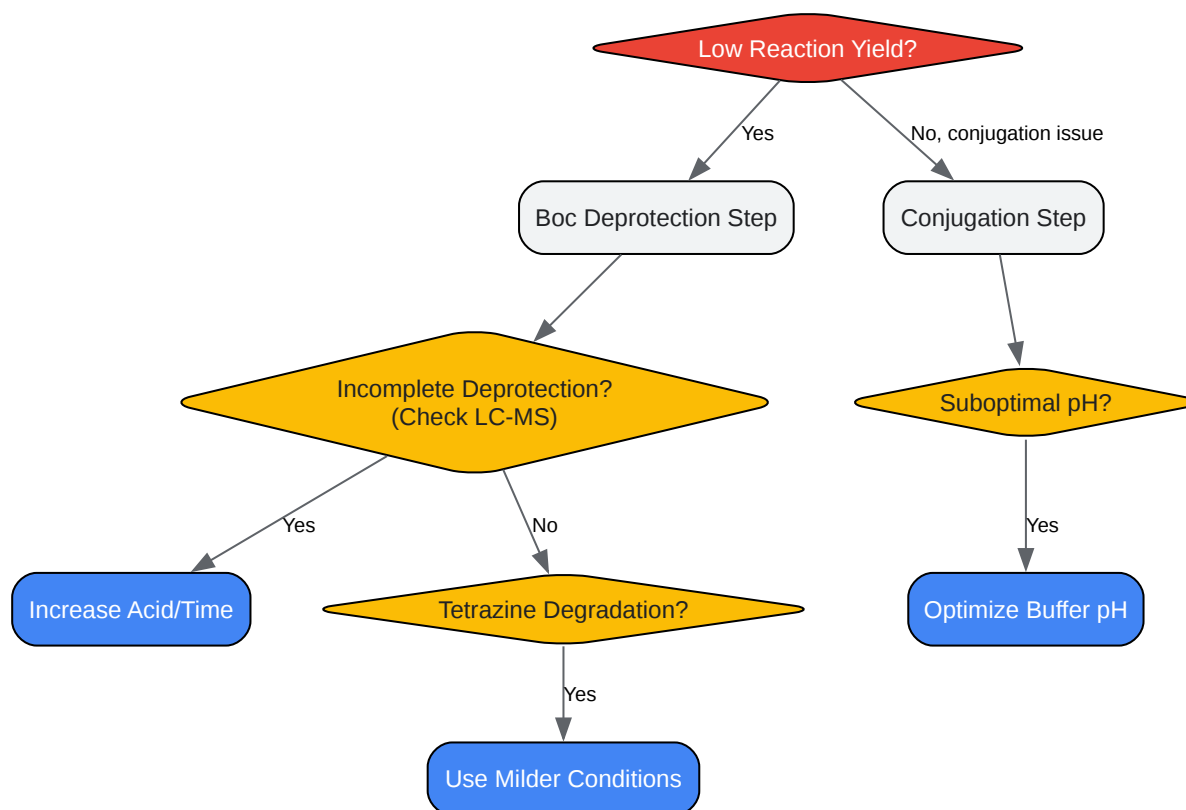 Low Reaction Yield?
Yes
No, conjugation issue
Boc Deprotection Step
Conjugation Step
Incomplete Deprotection?
(Check LC-MS)
Suboptimal pH?
Yes
No
Yes
Increase Acid/Time
Tetrazine Degradation?
Optimize Buffer pH
Yes
Use Milder Conditions